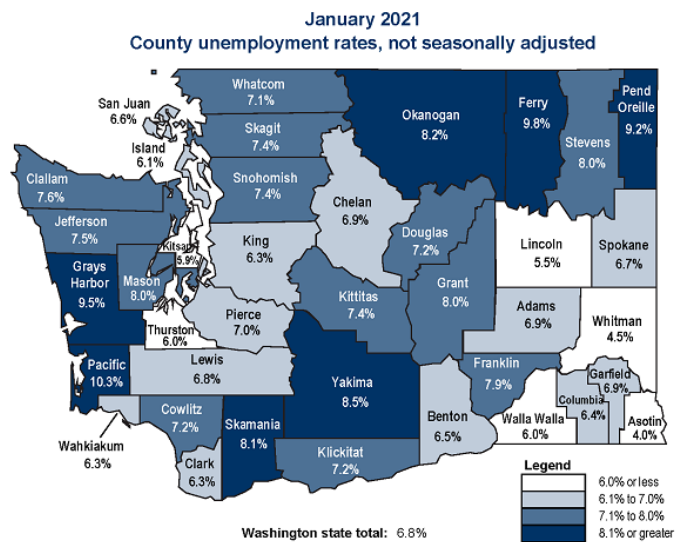 January 2021
County unemployment rates, not seasonally adjusted
Whatcom
7.1%
San Juan
6.6%
Skagit
7.4%
Island
6.1%
Okanogan
8.2%
Ferry
9.8%
Pend
Oreille
9.2%
Stevens
8.0%
Snohomish
7.4%
Clallam
7.6%
Chelan
6.9%
Jefferson
7.5%
Douglas
7.2%
Kitsap
5.9%
King
6.3%
Lincoln
5.5%
Spokane
6.7%
Grays
Harbor
9.5%
Mason
8.0%
Kittitas
7.4%
Grant
8.0%
Pierce
7.0%
Adams
6.9%
Whitman
4.5%
Thurston
6.0%
Pacific
10.3%
Lewis
6.8%
Yakima
8.5%
Franklin
7.9%
Garfield
6.9%
Columbia
6.4%
Benton
6.5%
Walla Walla
6.0%
Asotin
4.0%
Cowlitz
7.2%
Skamania
8.1%
Wahkiakum
6.3%
Klickitat
7.2%
Clark
6.3%
Legend
6.0% or less
6.1% to 7.0%
7.1% to 8.0%
8.1% or greater
Washington state total: 6.8%